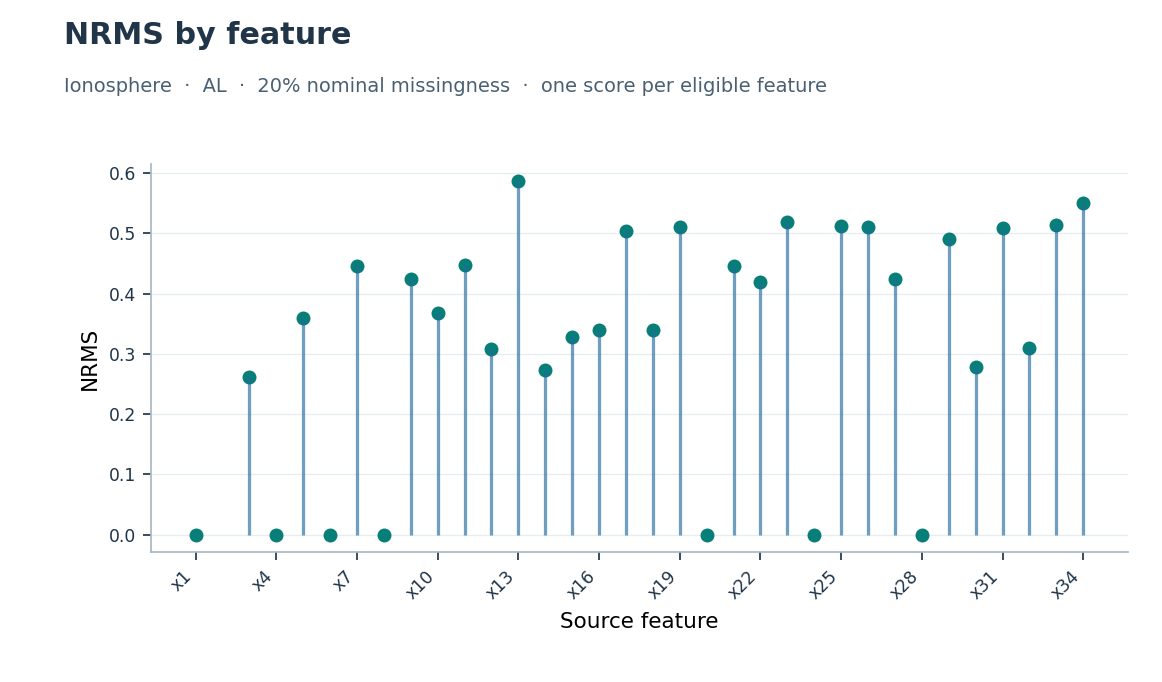 NRMS by feature
Ionosphere · AL · 20% nominal missingness · one score per eligible feature
0.6
0.5
0.4
0.3
0.2
0.1
0.0
NRMS
x1 x4 x7 x10 x13 x16 x19 x22 x25 x28 x31 x34
Source feature